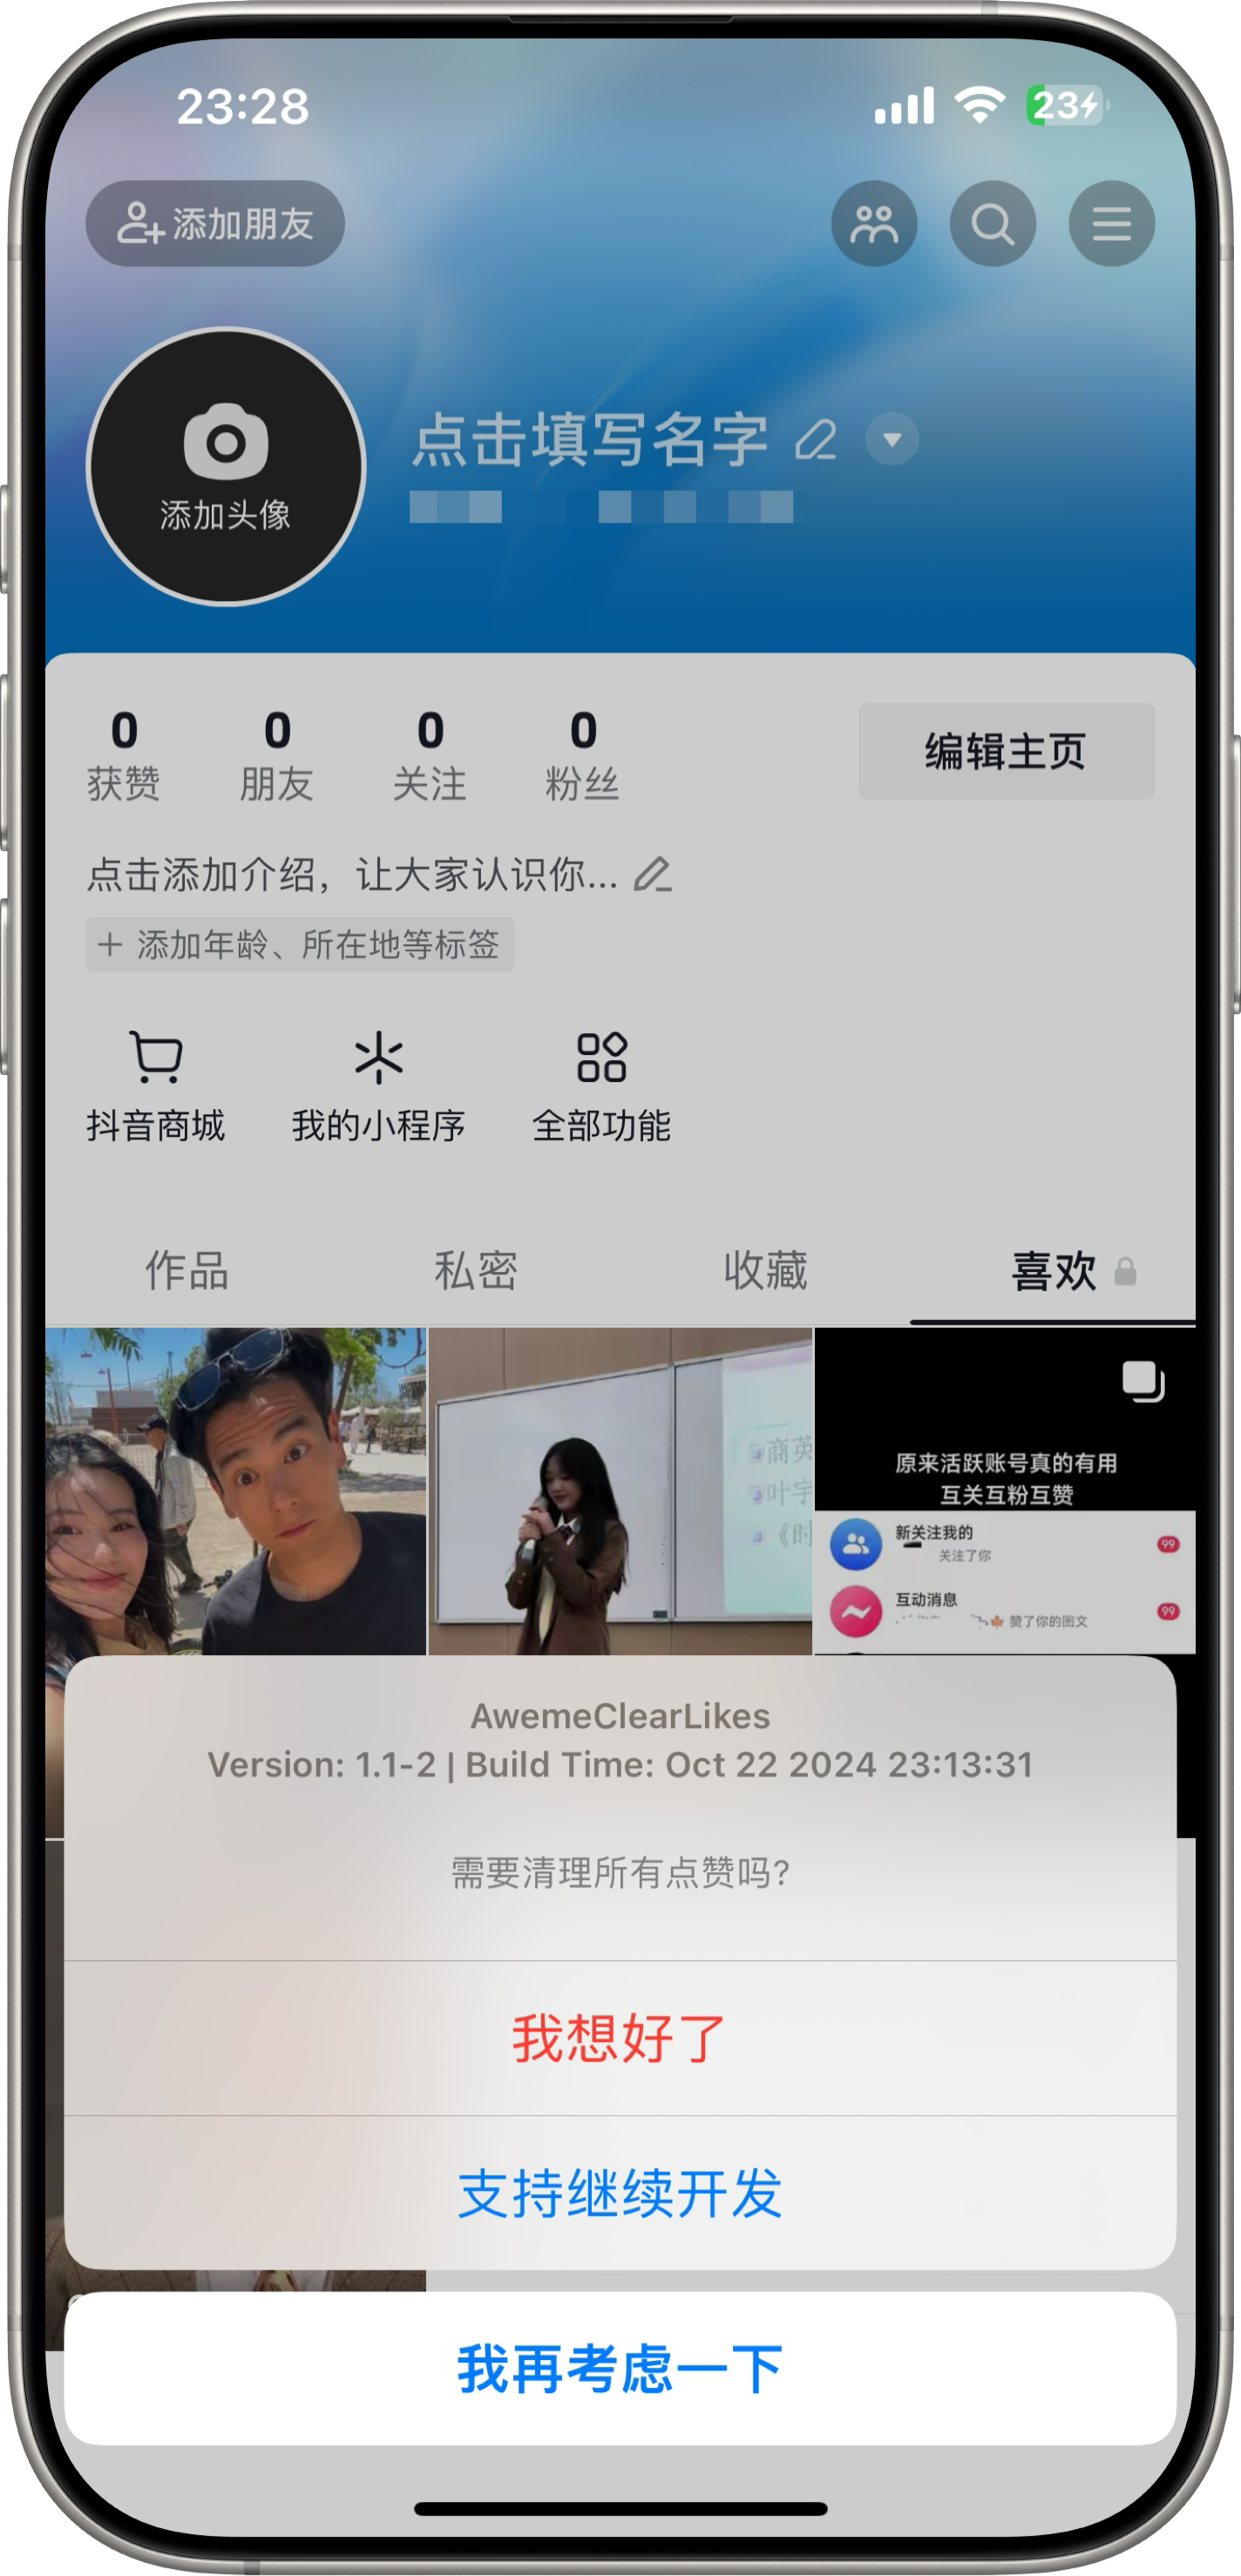 23:28
23
添加朋友
点击填写名字
添加头像
0 0 0 0
获赞 朋友 关注 粉丝
编辑主页
点击添加介绍，让大家认识你...
+ 添加年龄、所在地等标签
抖音商城 我的小程序 全部功能
作品 私密 收藏 喜欢
商英
叶宇
《时
原来活跃账号真的有用
互关互粉互赞
新关注我的
关注了你
99
互动消息
赞了你的图文
99
AwemeClearLikes
Version: 1.1-2 | Build Time: Oct 22 2024 23:13:31
需要清理所有点赞吗?
我想好了
支持继续开发
我再考虑一下